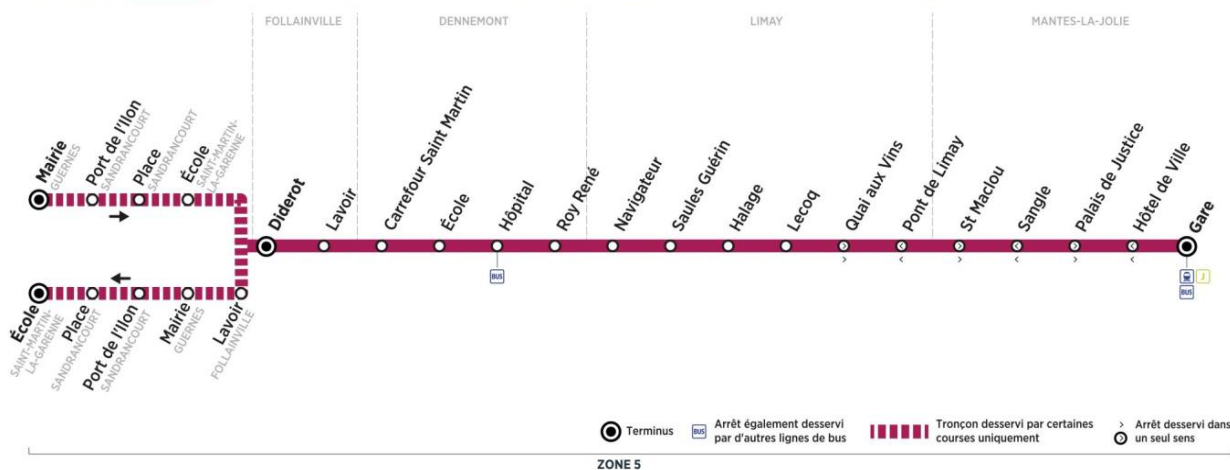 FOLLAINVILLE
DENNEMONT
LIMAY
MANTES-LA-JOLIE
Mairie
GUERNES
Port de l'Ilon
SANDRANCOURT
Place
SANDRANCOURT
École
SAINT-MARTIN-
LA-GARENNE
Diderot
Lavoir
Carrefour Saint Martin
École
Hôpital
Roy René
Navigateur
Saules Guérin
Halage
Lecoq
Quai aux Vins
Pont de Limay
St Maclou
Sangle
Palais de Justice
Hôtel de Ville
Gare
BUS
J
BUS
École
SAINT-MARTIN-
LA-GARENNE
Place
SANDRANCOURT
Port de l'Ilon
SANDRANCOURT
Mairie
GUERNES
Lavoir
FOLLAINVILLE
Terminus
BUS
Arrêt également desservi
par d'autres lignes de bus
Tronçon desservi par certaines
courses uniquement
Arrêt desservi dans
un seul sens
ZONE 5